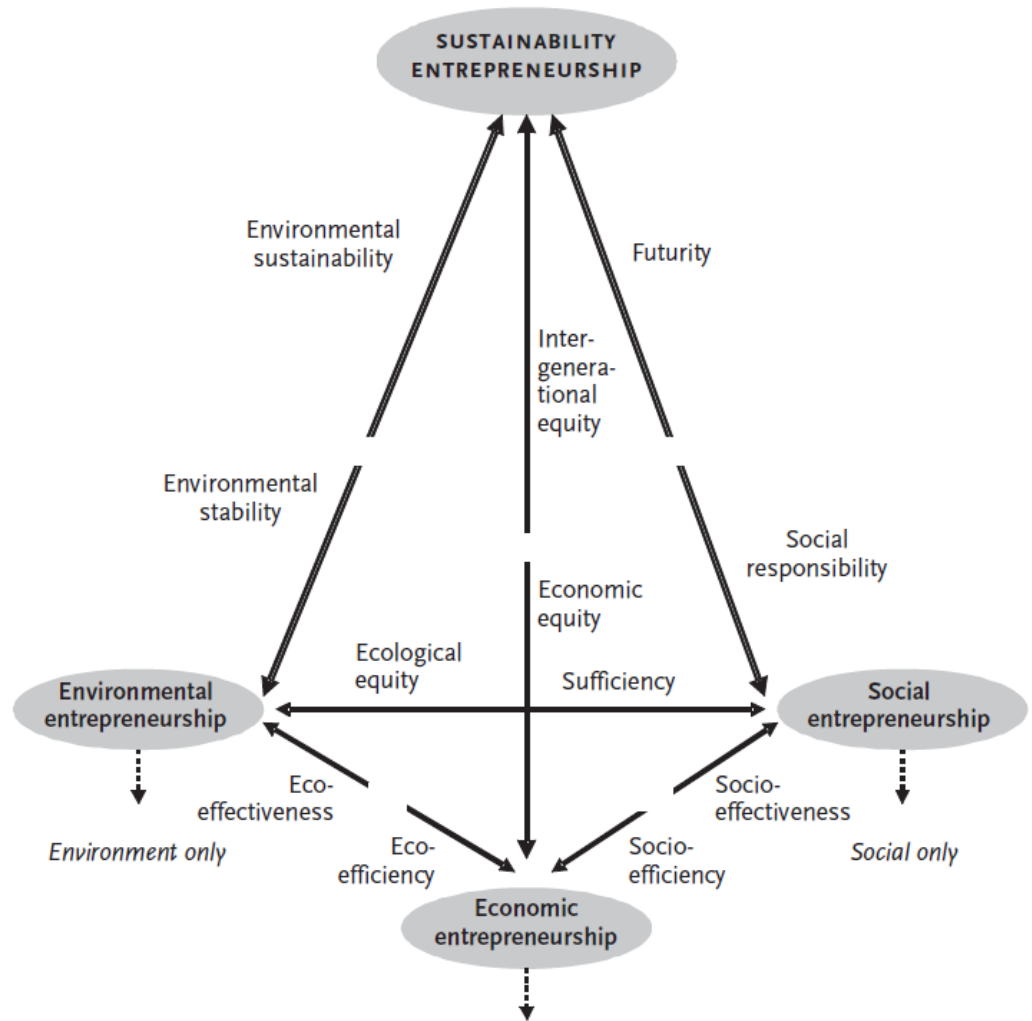 SUSTAINABILITY
ENTREPRENEURSHIP
Environmental
sustainability
Futurity
Inter-
genera-
tional
equity
Environmental
stability
Social
responsibility
Economic
equity
Ecological
equity
Sufficiency
Environmental
entrepreneurship
Social
entrepreneurship
Eco-
effectiveness
Socio-
effectiveness
Environment only
Eco-
efficiency
Socio-
efficiency
Social only
Economic
entrepreneurship